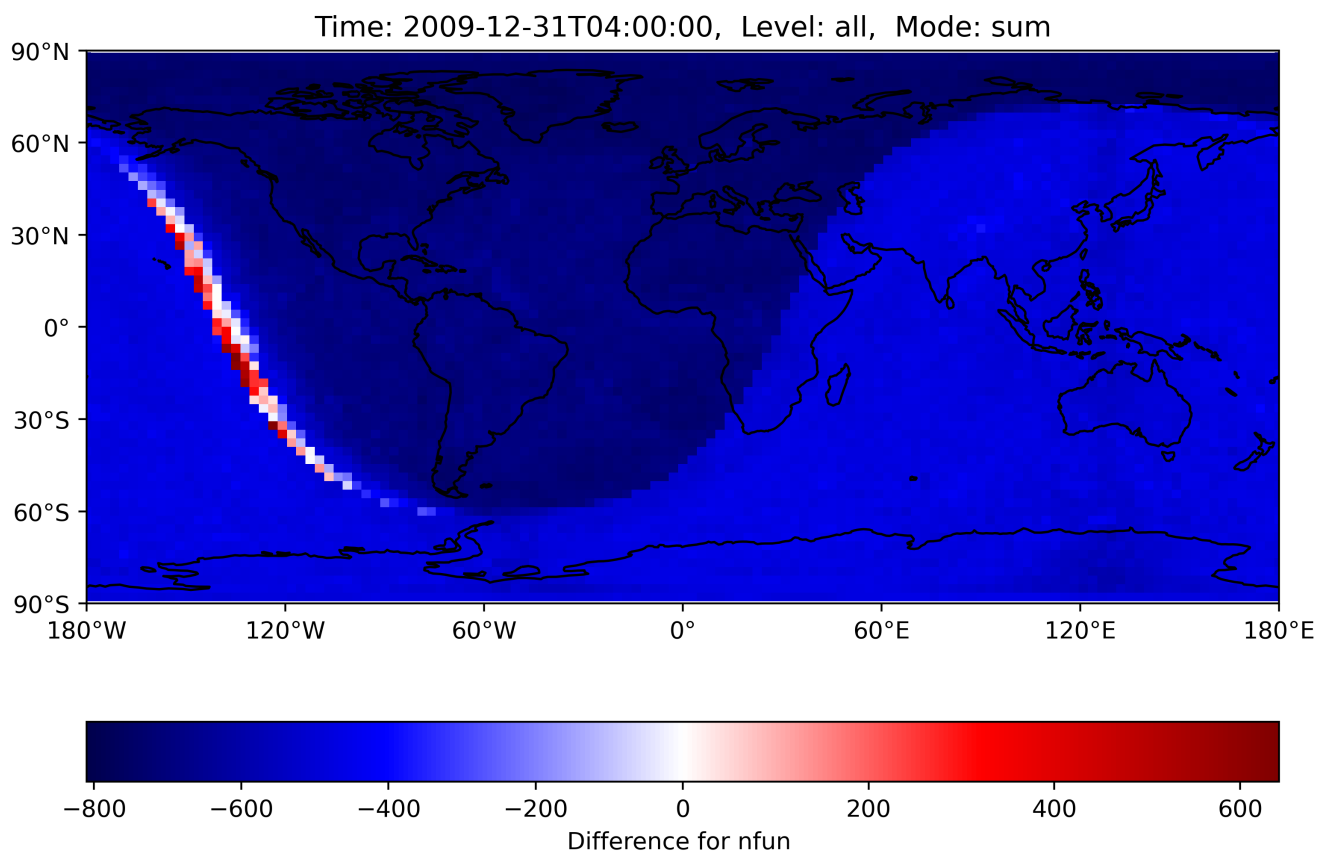 Time: 2009-12-31T04:00:00,  Level: all,  Mode: sum
90°N
60°N
30°N
0°
30°S
60°S
90°S
180°W 120°W 60°W 0° 60°E 120°E 180°E
−800 −600 −400 −200 0 200 400 600
Difference for nfun